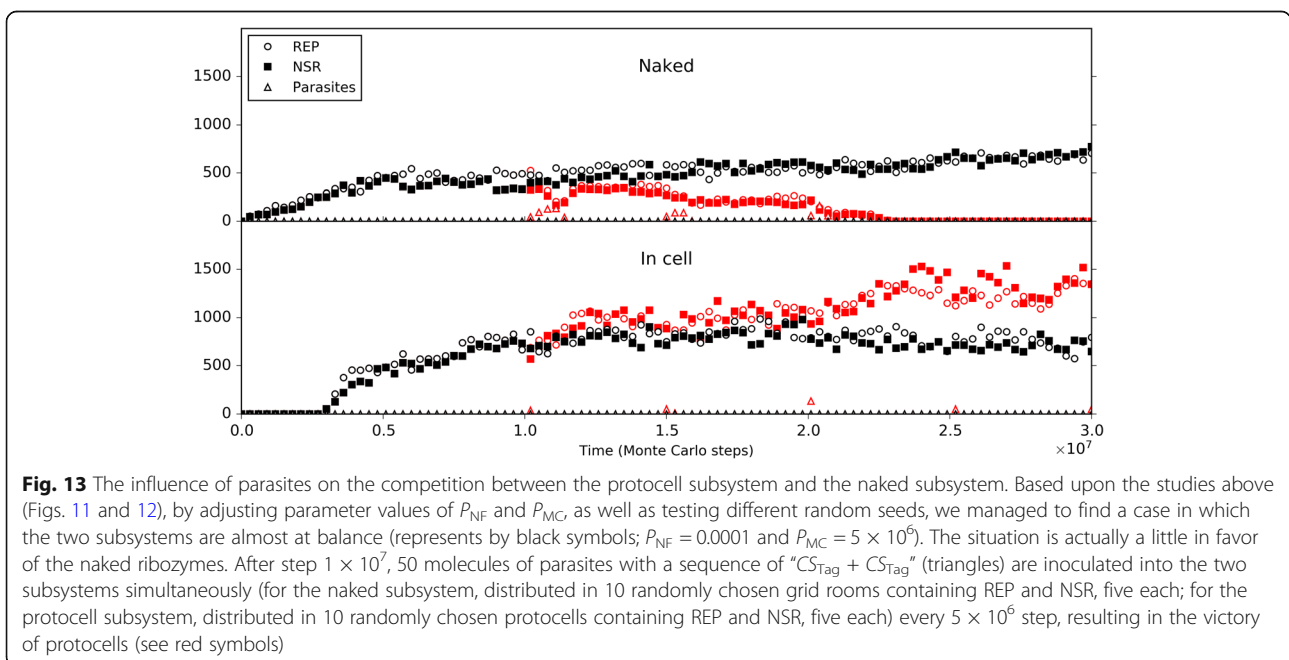 REP
NSR
Parasites
Naked
1500
1000
500
0
In cell
1500
1000
500
0
0.0 0.5 1.0 1.5 2.0 2.5 3.0
Time (Monte Carlo steps)
×10⁷
Fig. 13 The influence of parasites on the competition between the protocell subsystem and the naked subsystem. Based upon the studies above
(Figs. 11 and 12), by adjusting parameter values of P_NF and P_MC, as well as testing different random seeds, we managed to find a case in which
the two subsystems are almost at balance (represents by black symbols; P_NF = 0.0001 and P_MC = 5 × 10⁶). The situation is actually a little in favor
of the naked ribozymes. After step 1 × 10⁷, 50 molecules of parasites with a sequence of “CS_Tag + CS_Tag” (triangles) are inoculated into the two
subsystems simultaneously (for the naked subsystem, distributed in 10 randomly chosen grid rooms containing REP and NSR, five each; for the
protocell subsystem, distributed in 10 randomly chosen protocells containing REP and NSR, five each) every 5 × 10⁶ step, resulting in the victory
of protocells (see red symbols)